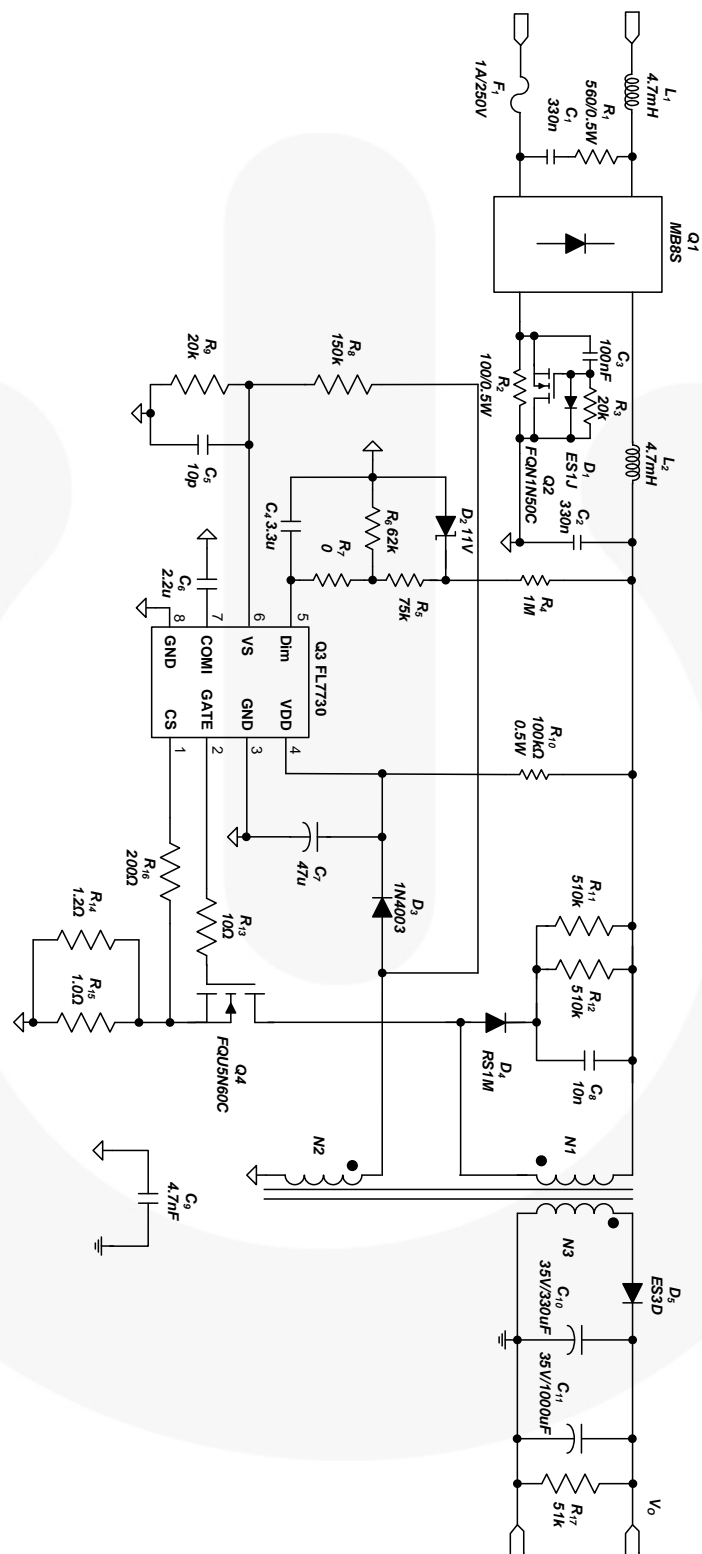 L1
4.7mH
F1
1A/250V
R1
560/0.5W
C1
330n
Q1
MB8S
C3
100nF
R3
20k
R2
100/0.5W
D1
ES1J
Q2
FQN1N50C
L2
4.7mH
C2
330n
R4
1M
D2 11V
R5
75k
R6 62k
R7
0
C4 3.3u
R8
150k
R9
20k
C5
10p
C6
2.2u
Q3 FL7730
5
Dim
6
VS
7
COMI
8
GND
VDD
4
GND
3
GATE
2
CS
1
R10
100kΩ
0.5W
C7
47u
D3
1N4003
R16
200Ω
R13
10Ω
R14
1.2Ω
R15
1.0Ω
Q4
FQU5N60C
R11
510k
R12
510k
C8
10n
D4
RS1M
N1
N2
N3
C9
4.7nF
D5
ES3D
C10
35V/330uF
C11
35V/1000uF
R17
51k
VO